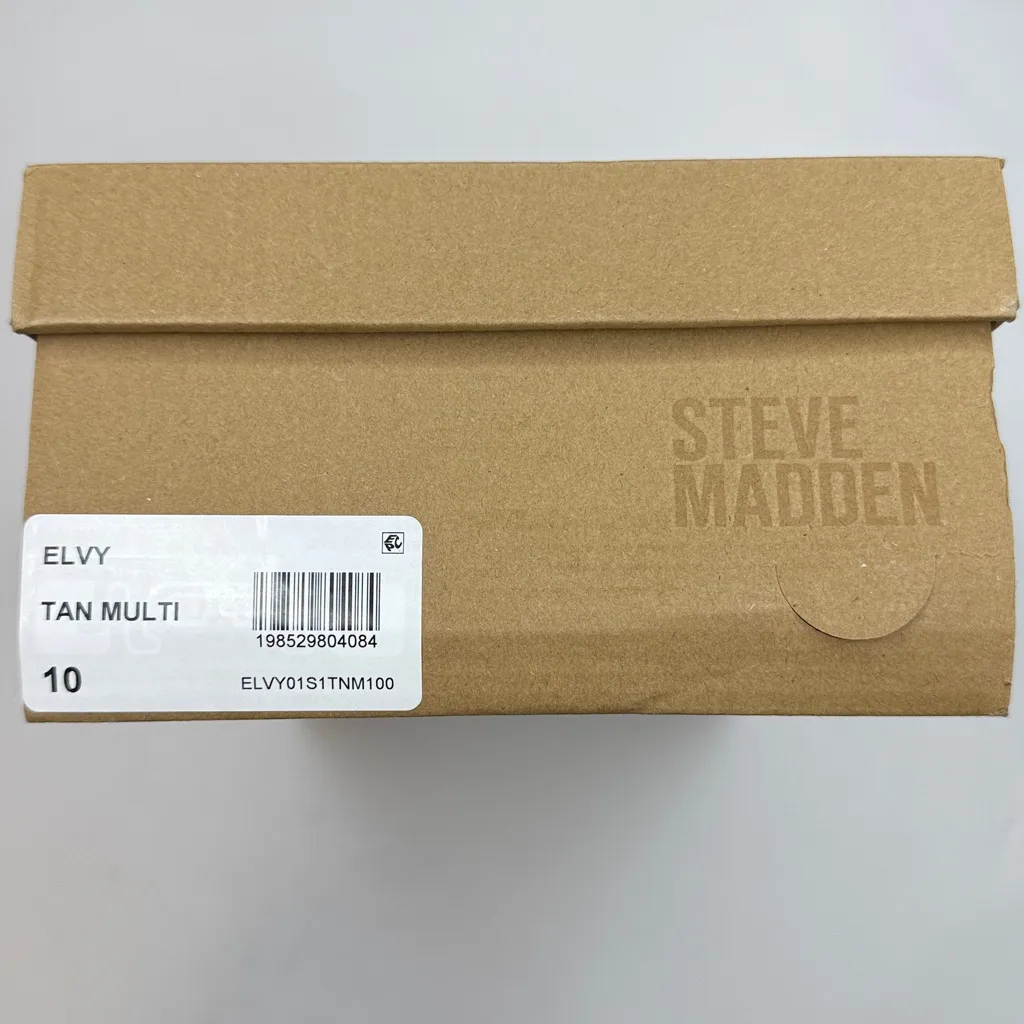 STEVE
MADDEN
ELVY
TAN MULTI
198529804084
10
ELVY01S1TNM100